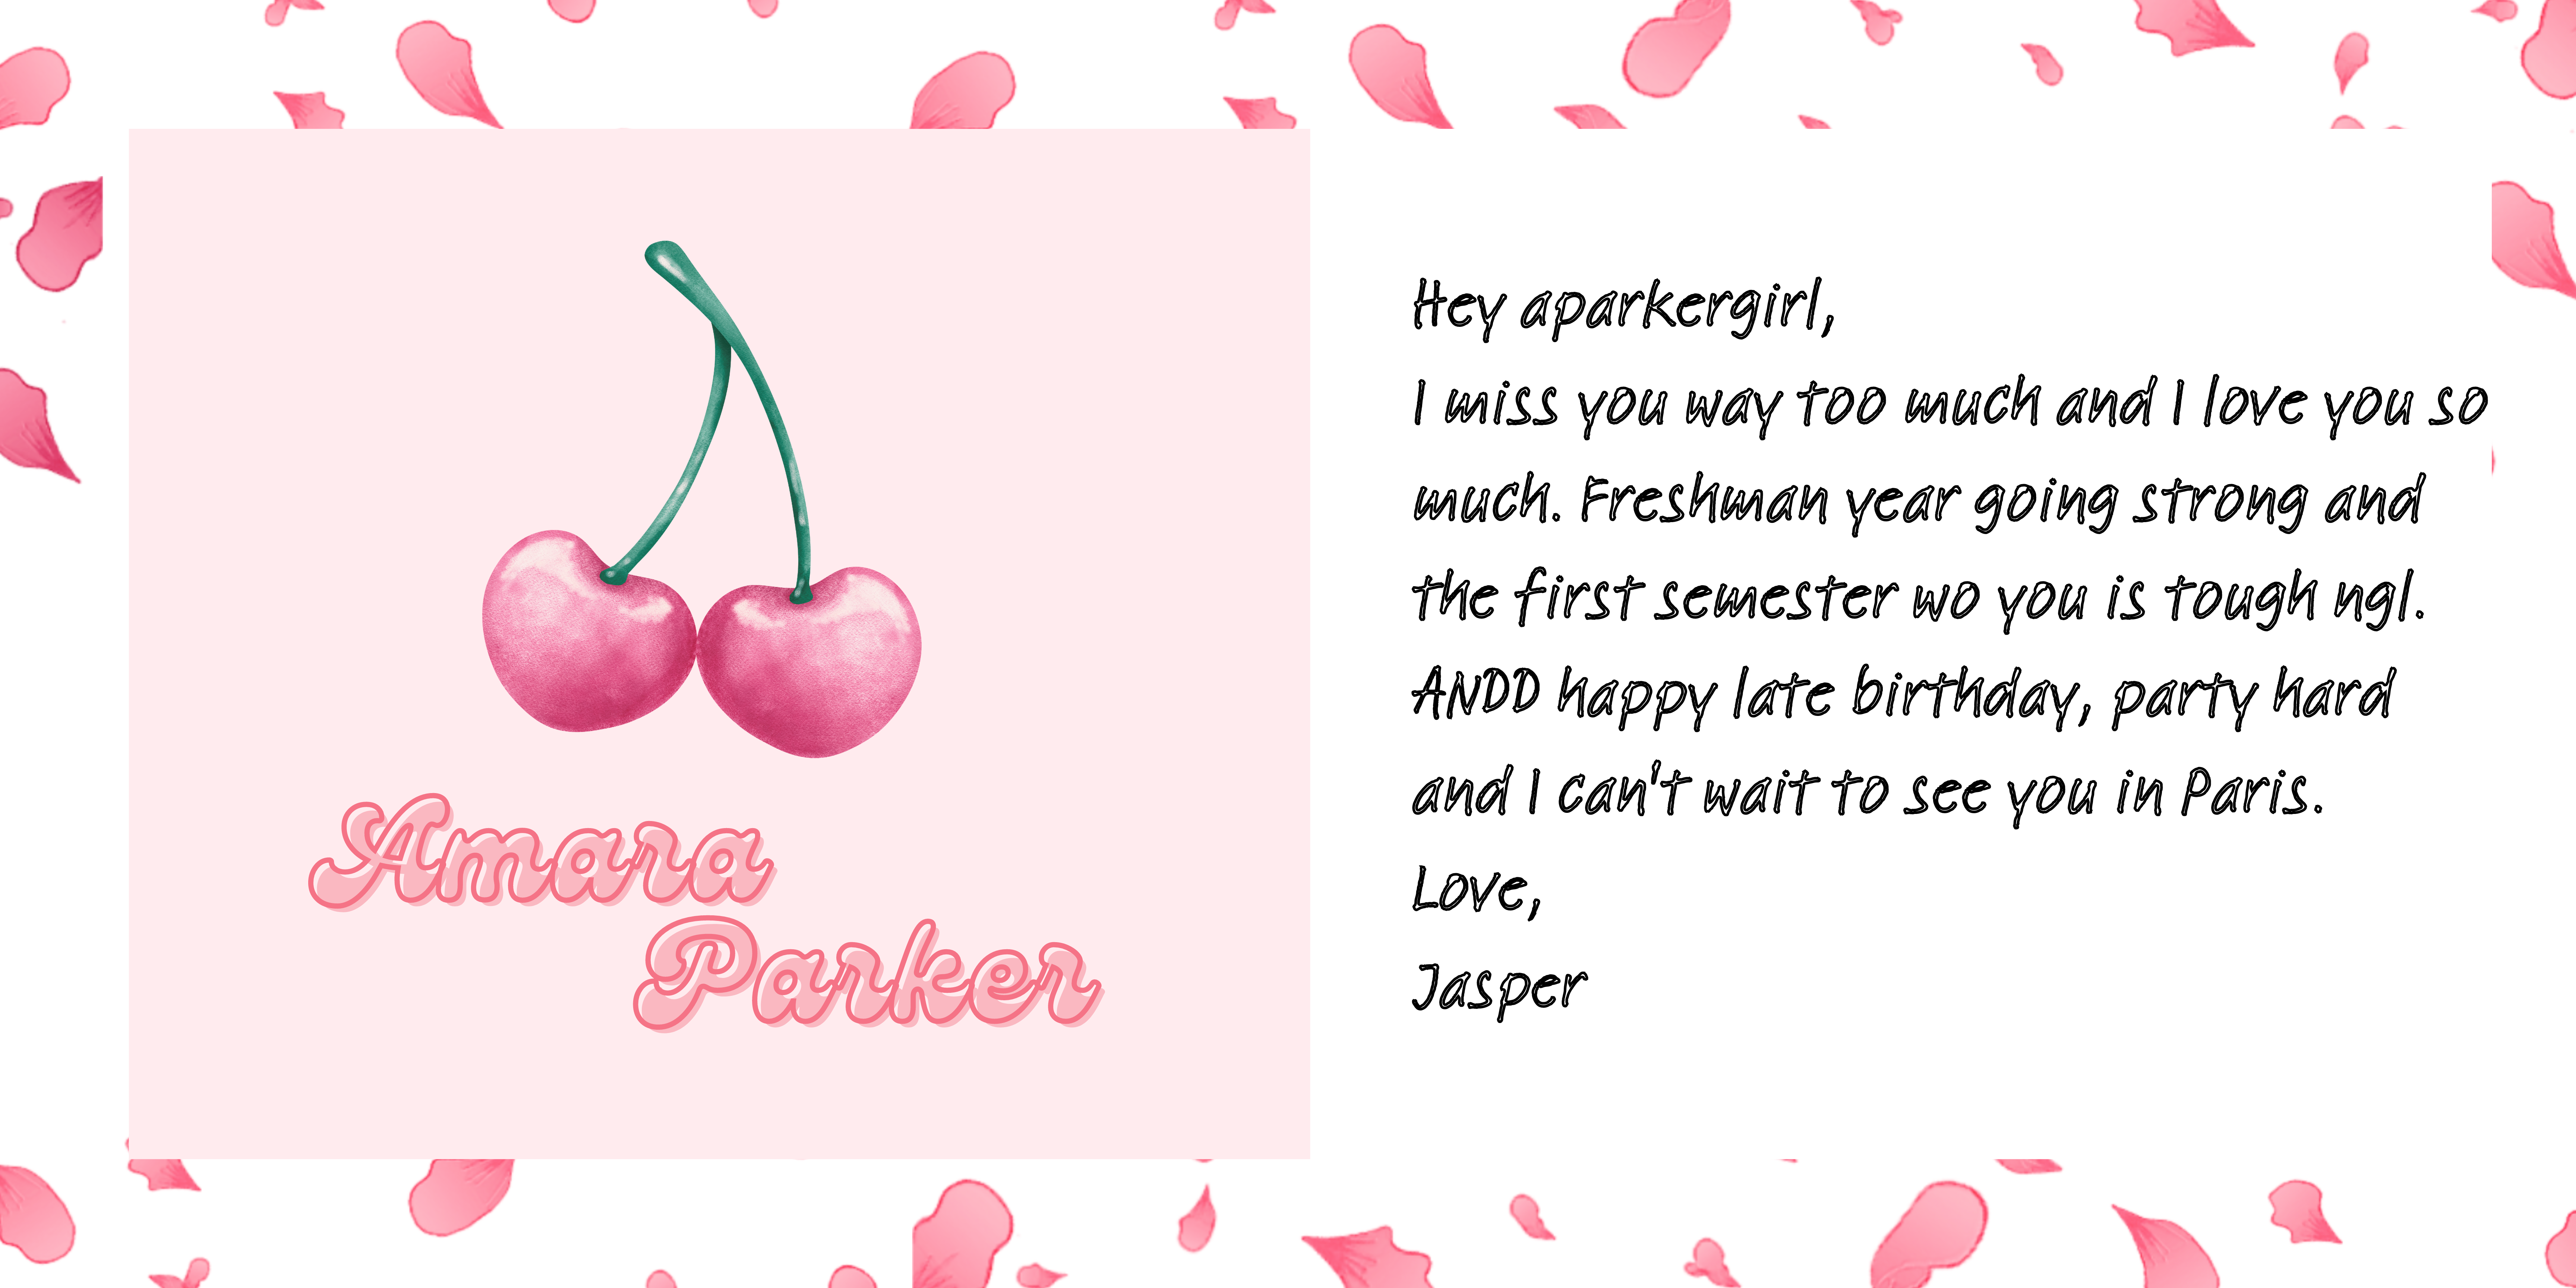 Amara
Parker
Hey aparkergirl,
I miss you way too much and I love you so
much. Freshman year going strong and
the first semester wo you is tough ngl.
ANDD happy late birthday, party hard
and I can't wait to see you in Paris.
Love,
Jasper